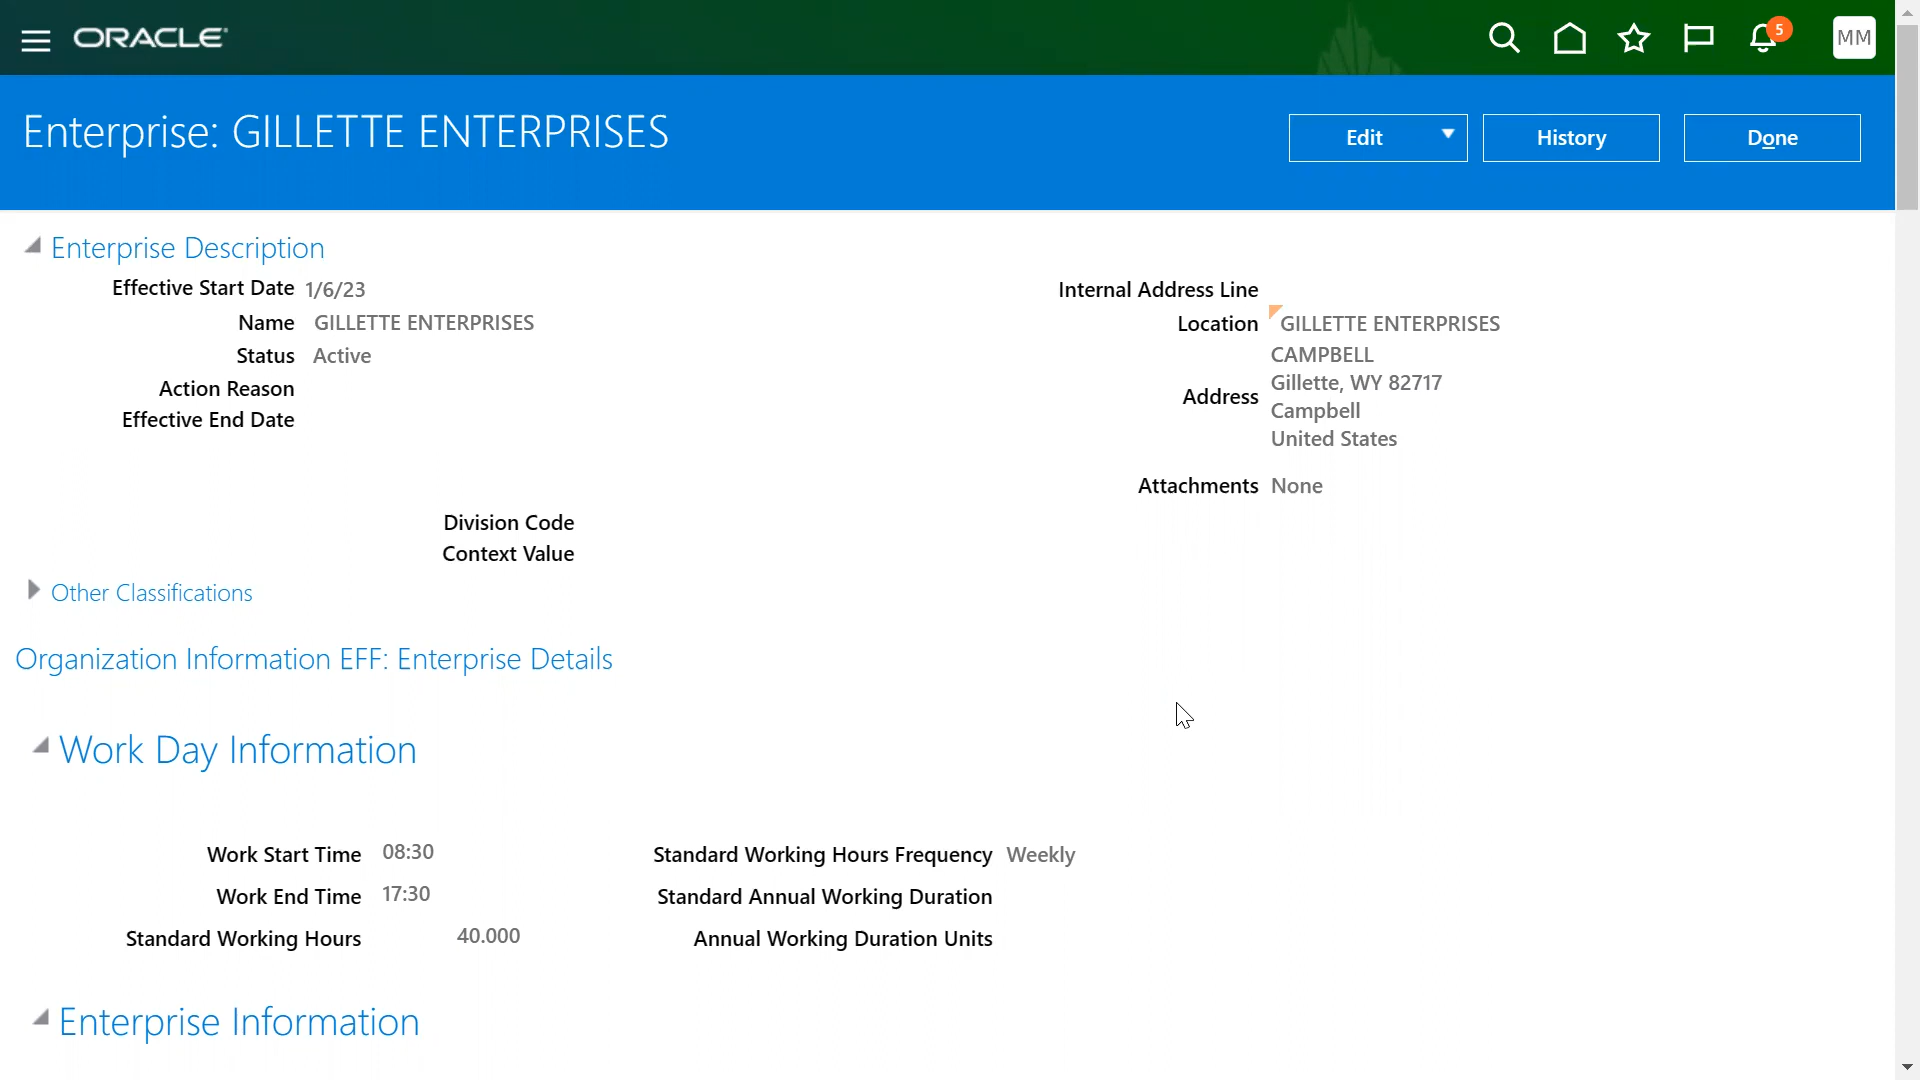 ORACLE
5
MM
Enterprise: GILLETTE ENTERPRISES
Edit
History
Done
Enterprise Description
Effective Start Date 1/6/23
Name GILLETTE ENTERPRISES
Status Active
Action Reason
Effective End Date
Internal Address Line
Location GILLETTE ENTERPRISES
Address
CAMPBELL
Gillette, WY 82717
Campbell
United States
Attachments None
Division Code
Context Value
Other Classifications
Organization Information EFF: Enterprise Details
Work Day Information
Work Start Time 08:30
Work End Time 17:30
Standard Working Hours 40.000
Standard Working Hours Frequency Weekly
Standard Annual Working Duration
Annual Working Duration Units
Enterprise Information